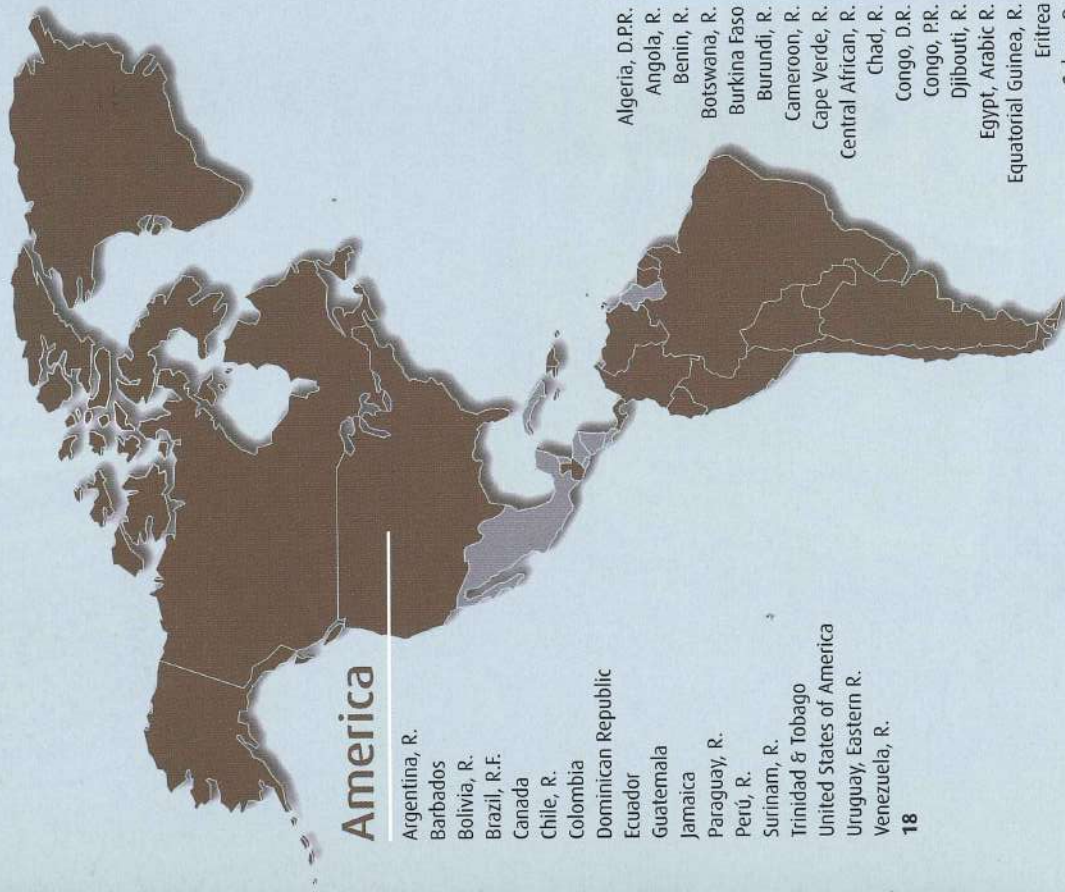 America
Argentina, R.
Barbados
Bolivia, R.
Brazil, R.F.
Canada
Chile, R.
Colombia
Dominican Republic
Ecuador
Guatemala
Jamaica
Paraguay, R.
Perú, R.
Surinam, R.
Trinidad & Tobago
United States of America
Uruguay, Eastern R.
Venezuela, R.
18
Algeria, D.P.R.
Angola, R.
Benin, R.
Botswana, R.
Burkina Faso
Burundi, R.
Cameroon, R.
Cape Verde, R.
Central African, R.
Chad, R.
Congo, D.R.
Congo, P.R.
Djibouti, R.
Egypt, Arabic R.
Equatorial Guinea, R.
Eritrea